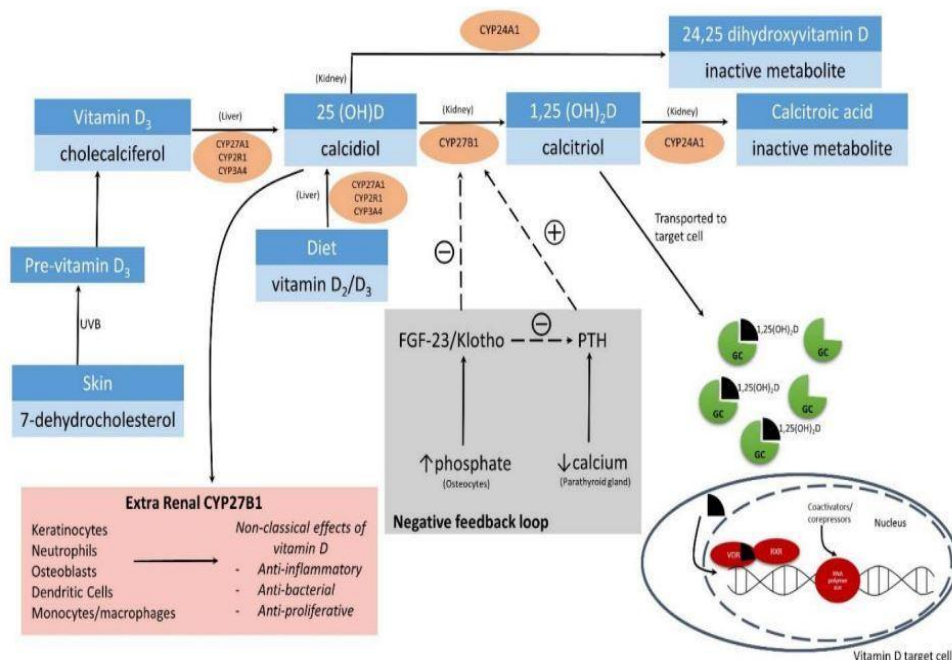 CYP24A1
24,25 dihydroxyvitamin D
inactive metabolite
(Kidney)
Vitamin D₃
cholecalciferol
(Liver)
CYP27A1
CYP2R1
CYP3A4
25 (OH)D
calcidiol
(Kidney)
CYP27B1
1,25 (OH)₂D
calcitriol
(Kidney)
CYP24A1
Calcitroic acid
inactive metabolite
(Liver)
CYP27A1
CYP2R1
CYP3A4
Diet
vitamin D₂/D₃
Pre-vitamin D₃
UVB
Skin
7-dehydrocholesterol
Transported to
target cell
−
+
FGF-23/Klotho
−
PTH
↑phosphate
(Osteocytes)
↓calcium
(Parathyroid gland)
Negative feedback loop
1,25(OH)₂D
GC
GC
1,25(OH)₂D
GC
GC
1,25(OH)₂D
GC
Extra Renal CYP27B1
Keratinocytes
Neutrophils
Osteoblasts
Dendritic Cells
Monocytes/macrophages
Non-classical effects of
vitamin D
- Anti-inflammatory
- Anti-bacterial
- Anti-proliferative
Coactivators/
corepressors
Nucleus
VDR
RXR
RNA
polymer
ase
Vitamin D target cell